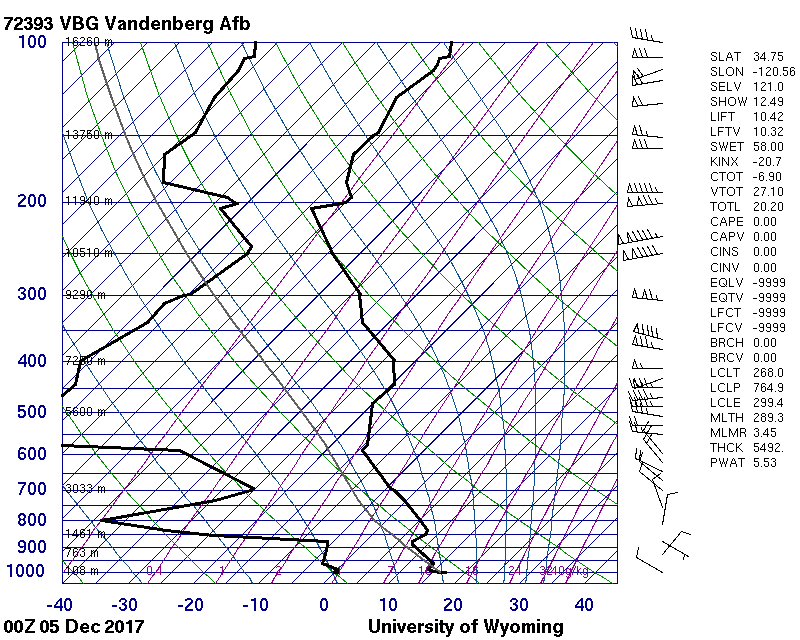 72393 VBG Vandenberg Afb
100
16260 m
13750 m
200
11940 m
10510 m
300
9290 m
400
500
5600 m
600
700
3033 m
800
1461 m
900
763 m
1000
108 m
0.4
1
2
4
7
10
16
24
32
40g/kg
-40
-30
-20
-10
0
10
20
30
40
00Z 05 Dec 2017
University of Wyoming
SLAT 34.75
SLON -120.56
SELV 121.0
SHOW 12.49
LIFT 10.42
LFTV 10.32
SWET 58.00
KINX -20.7
CTOT -6.90
VTOT 27.10
TOTL 20.20
CAPE 0.00
CAPV 0.00
CINS 0.00
CINV 0.00
EQLV -9999
EQTV -9999
LFCT -9999
LFCV -9999
BRCH 0.00
BRCV 0.00
LCLT 268.0
LCLP 764.9
LCLE 299.4
MLTH 289.3
MLMR 3.45
THCK 5492.
PWAT 5.53